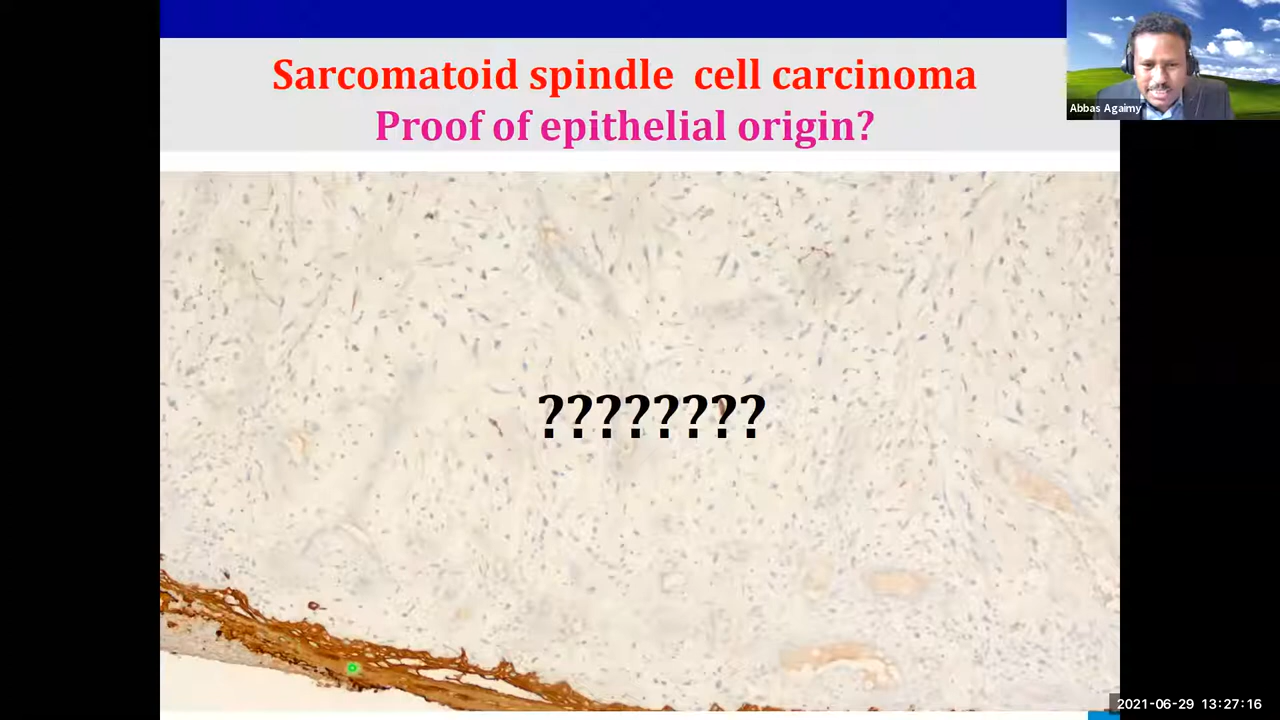 Sarcomatoid spindle cell carcinoma
Proof of epithelial origin?
Abbas Agaimy
????????
2021-06-29 13:27:16